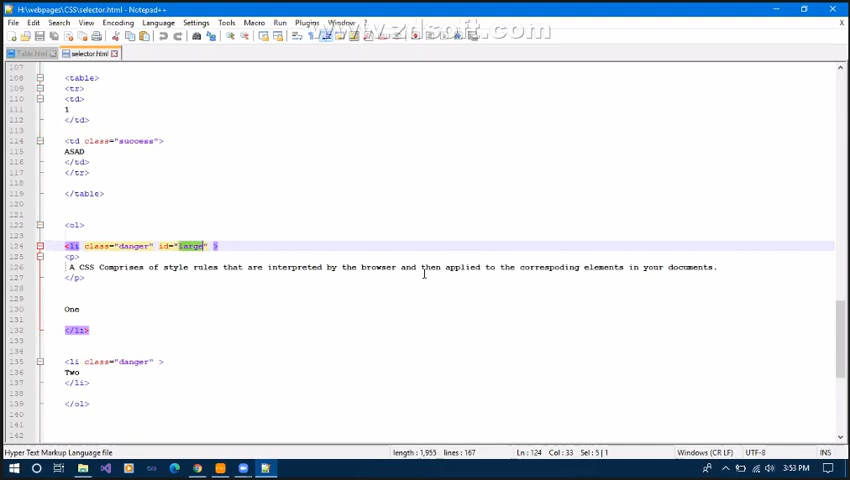 H:\webpages\CSS\selector.html - Notepad++
File Edit Search View Encoding Language Settings Tools Macro Run Plugins Window ?
www.zdsoft.com
Table.html selector.html
107
108 <table>
109 <tr>
110 <td>
111 1
112 </td>
113
114 <td class="success">
115 ASAD
116 </td>
117 </tr>
118
119 </table>
120
121
122 <ol>
123
124 <li class="danger" id="large" >
125 <p>
126 A CSS Comprises of style rules that are interpreted by the browser and then applied to the correspoding elements in your documents.
127 </p>
128
129
130 One
131
132 </li>
133
134
135 <li class="danger" >
136 Two
137 </li>
138
139 </ol>
140
141
142
Hyper Text Markup Language file length : 1,955 lines : 167 Ln : 124 Col : 33 Sel : 5 | 1 Windows (CR LF) UTF-8 INS
3:53 PM